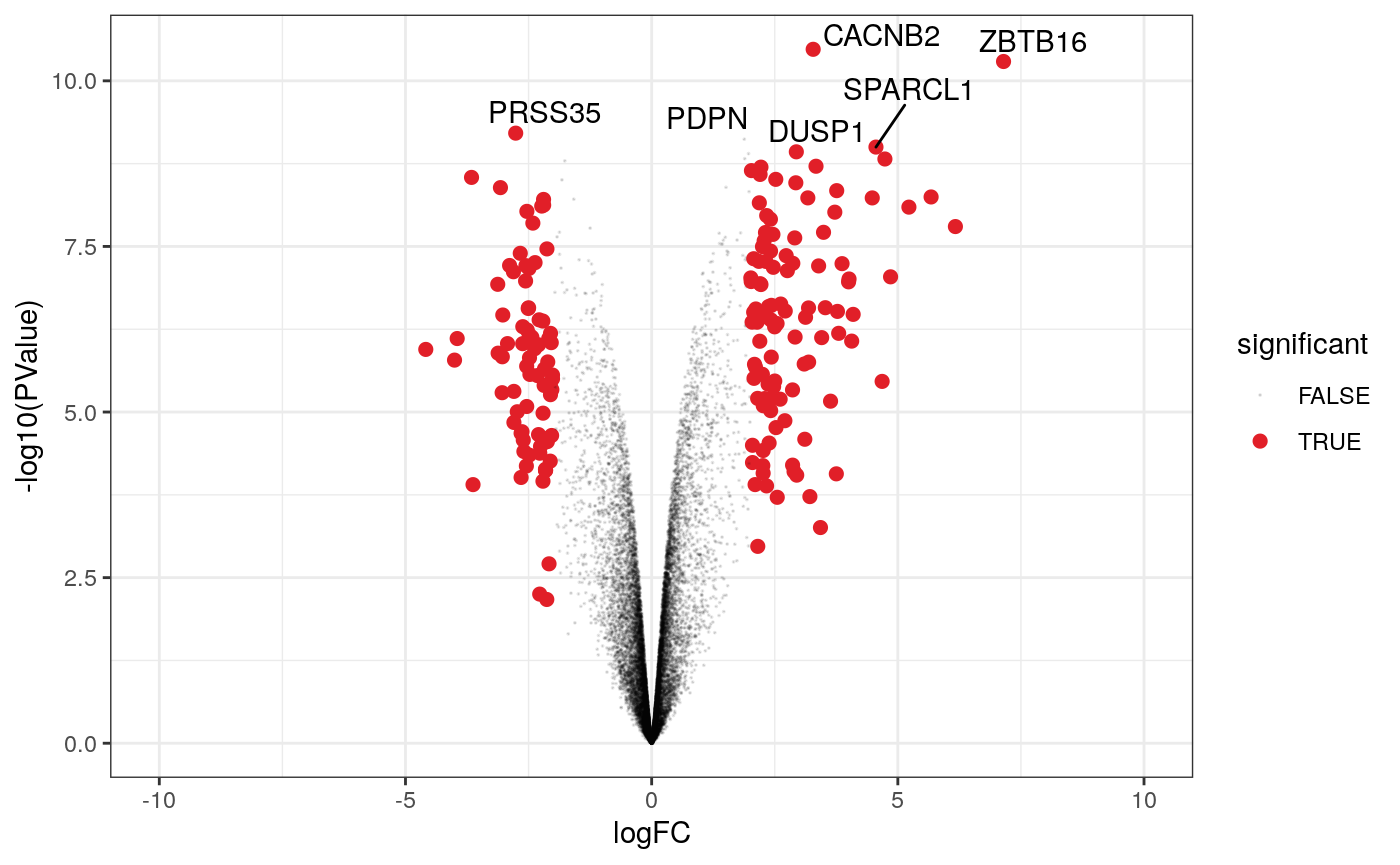 CACNB2
ZBTB16
SPARCL1
PRSS35
PDPN
DUSP1
10.0
7.5
5.0
2.5
0.0
-log10(PValue)
-10
-5
0
5
10
logFC
significant
FALSE
TRUE